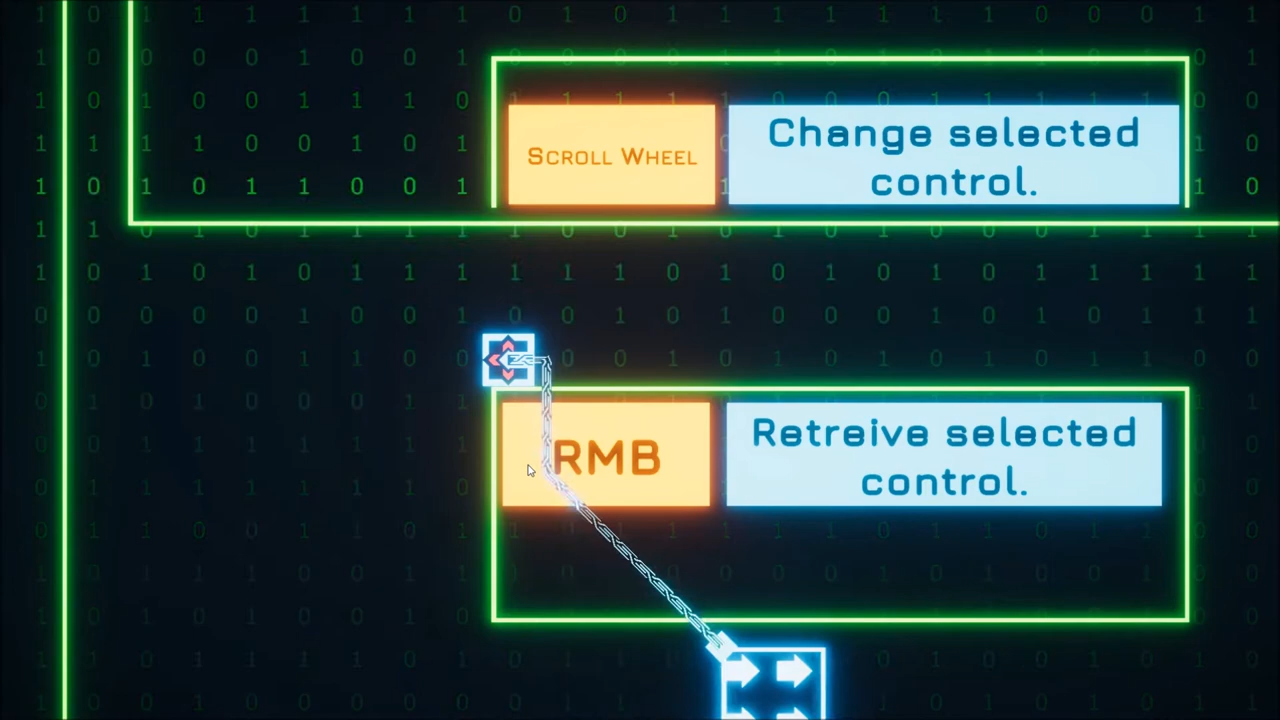 Scroll Wheel
Change selected
control.
RMB
Retreive selected
control.